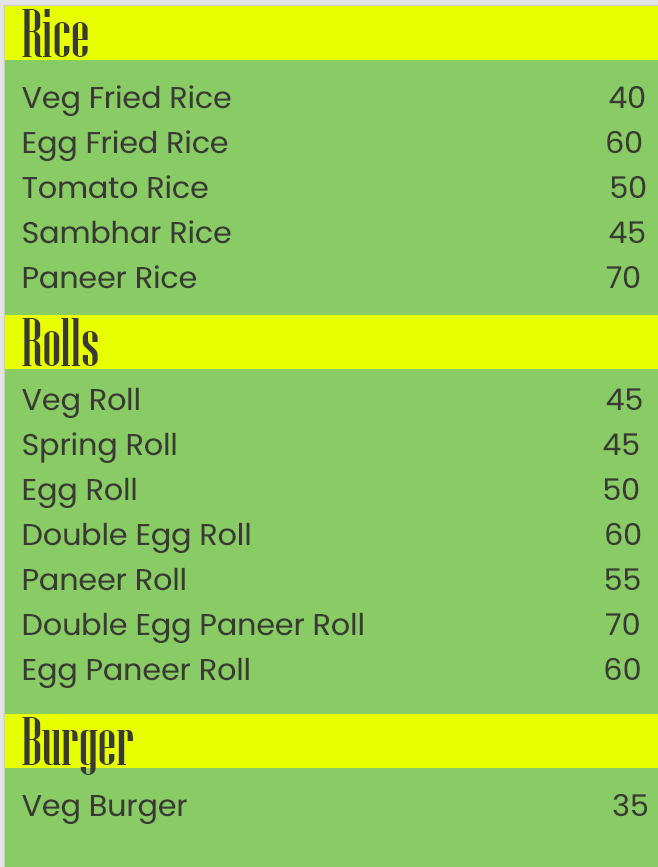 Rice
Veg Fried Rice 40
Egg Fried Rice 60
Tomato Rice 50
Sambhar Rice 45
Paneer Rice 70
Rolls
Veg Roll 45
Spring Roll 45
Egg Roll 50
Double Egg Roll 60
Paneer Roll 55
Double Egg Paneer Roll 70
Egg Paneer Roll 60
Burger
Veg Burger 35